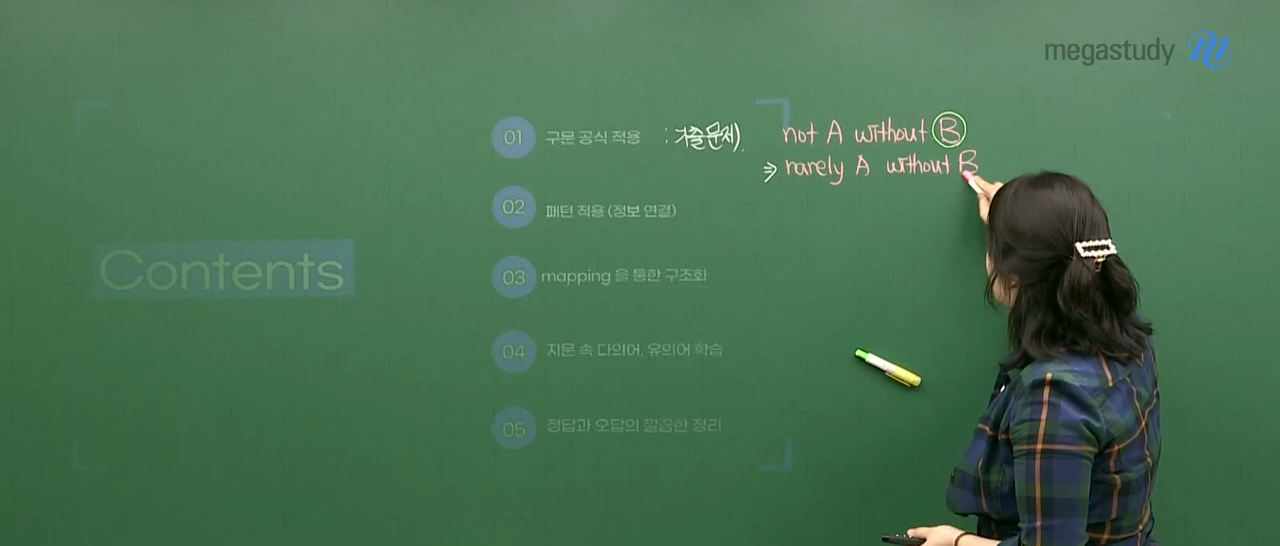 megastudy
Contents
01 구문 공식 적용 : 기출문제). not A without B
⇒ rarely A without B
02 패턴 적용 (정보 연결)
03 mapping 을 통한 구조화
04 지문 속 다의어, 유의어 학습
05 정답과 오답의 깔끔한 정리